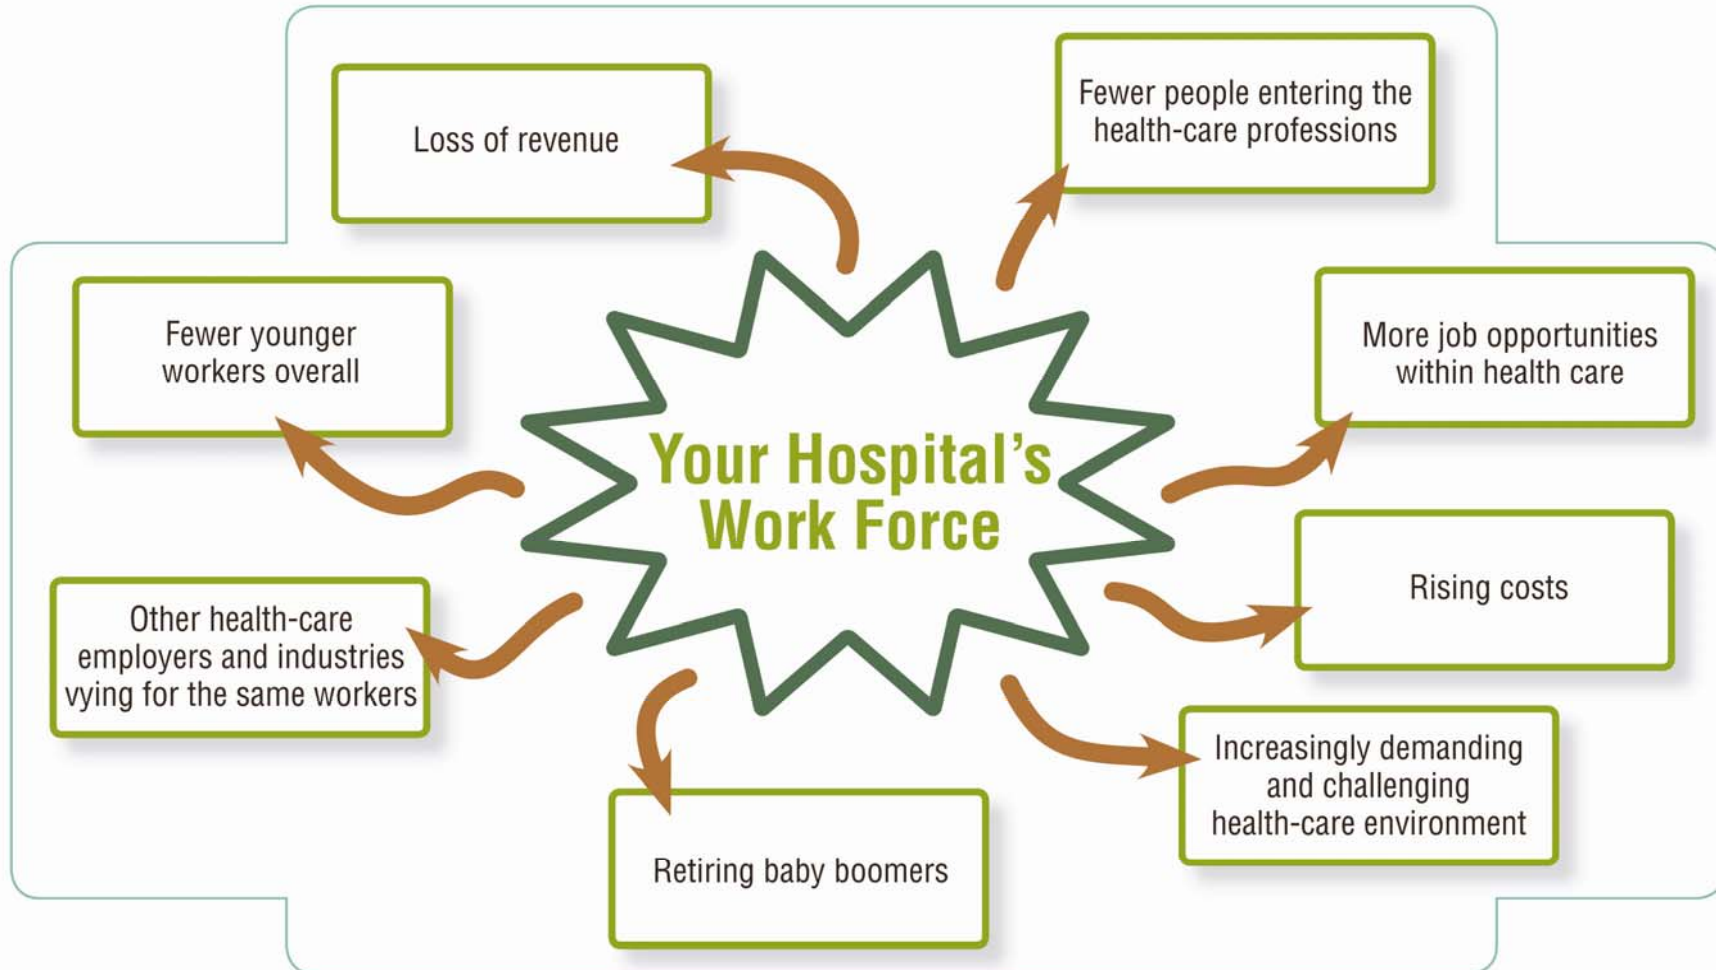 Loss of revenue
Fewer people entering the
health-care professions
Fewer younger
workers overall
More job opportunities
within health care
Your Hospital's
Work Force
Rising costs
Other health-care
employers and industries
vying for the same workers
Increasingly demanding
and challenging
health-care environment
Retiring baby boomers